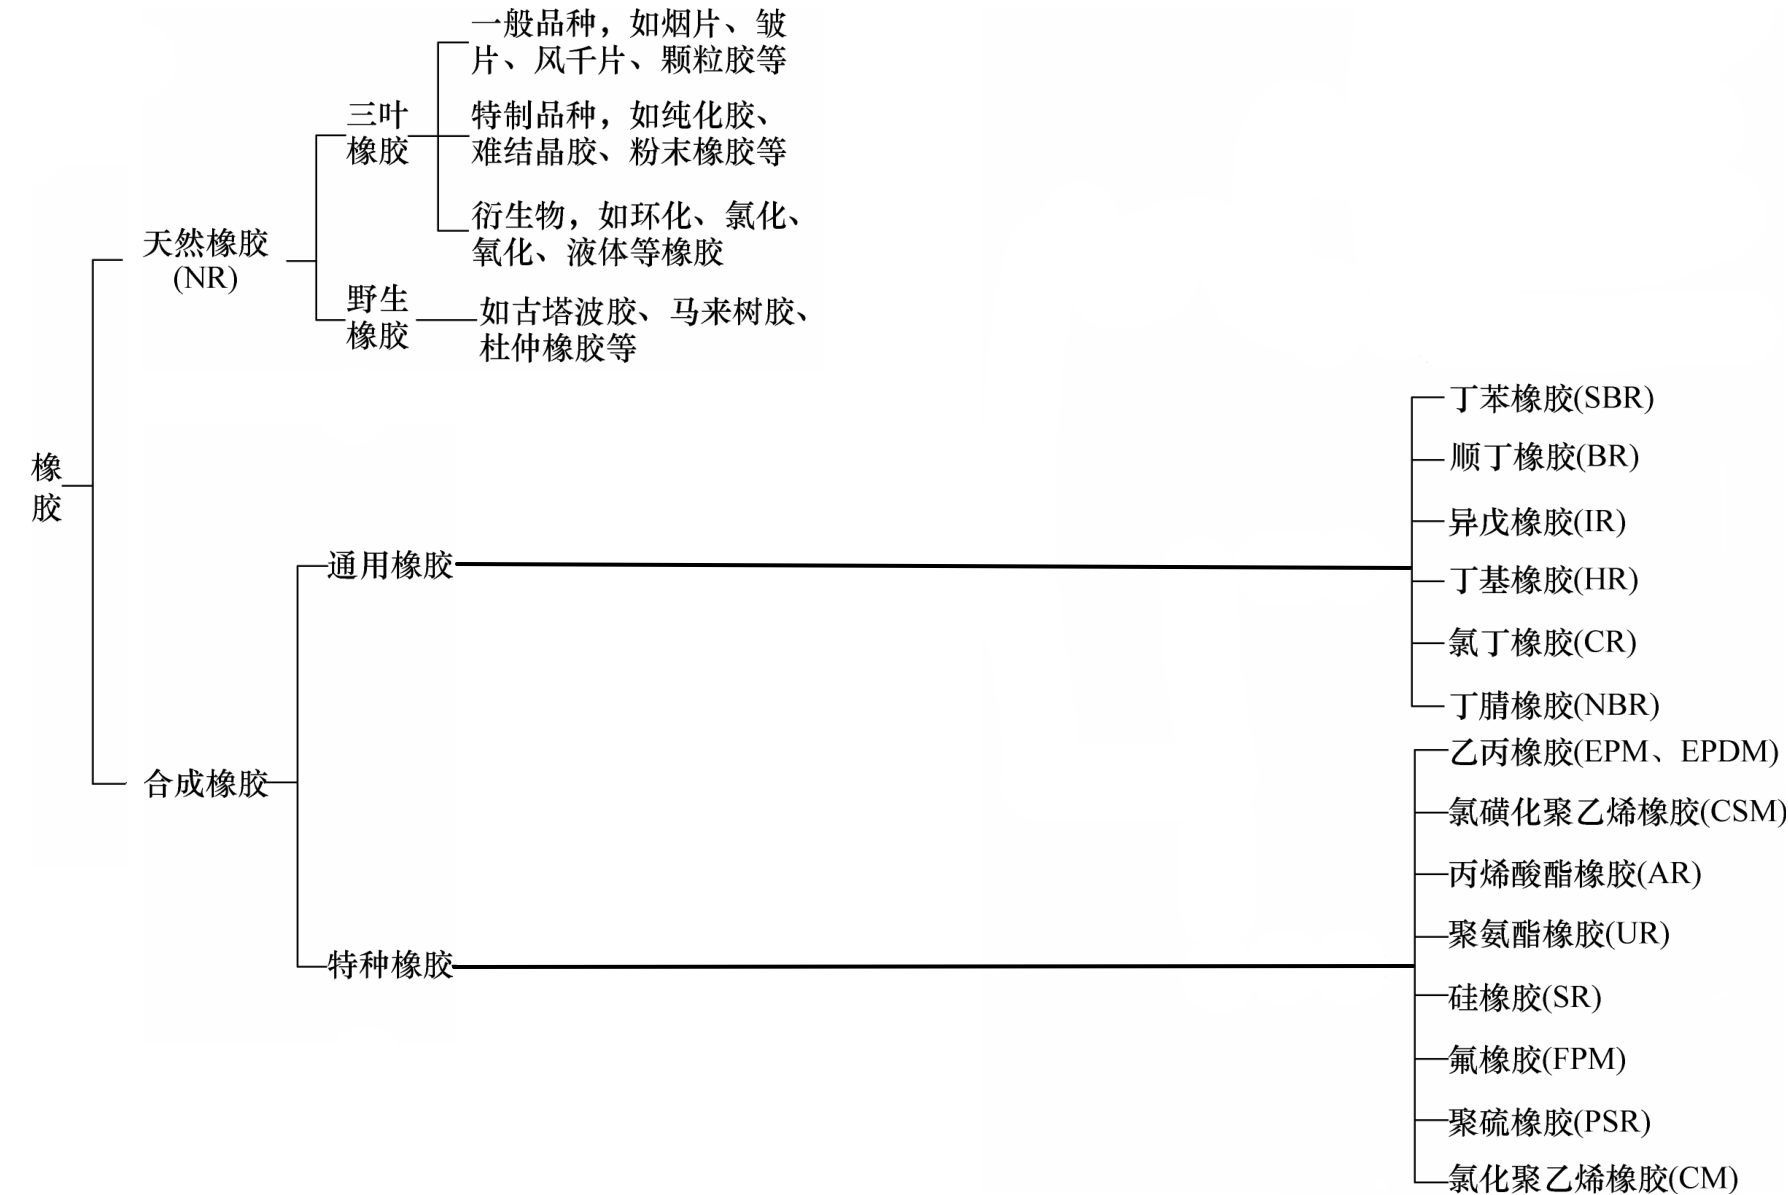 一般品种，如烟片、皱
片、风千片、颗粒胶等
三叶
橡胶
特制品种，如纯化胶、
难结晶胶、粉末橡胶等
衍生物，如环化、氯化、
氧化、液体等橡胶
天然橡胶
(NR)
野生
橡胶
如古塔波胶、马来树胶、
杜仲橡胶等
橡
胶
合成橡胶
通用橡胶
丁苯橡胶(SBR)
顺丁橡胶(BR)
异戊橡胶(IR)
丁基橡胶(HR)
氯丁橡胶(CR)
丁腈橡胶(NBR)
特种橡胶
乙丙橡胶(EPM、EPDM)
氯磺化聚乙烯橡胶(CSM)
丙烯酸酯橡胶(AR)
聚氨酯橡胶(UR)
硅橡胶(SR)
氟橡胶(FPM)
聚硫橡胶(PSR)
氯化聚乙烯橡胶(CM)